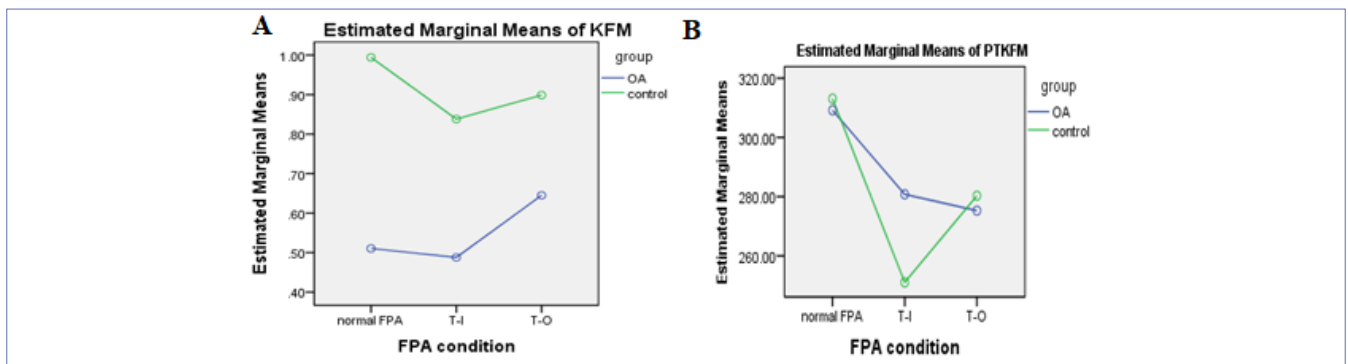 A
Estimated Marginal Means of KFM
Estimated Marginal Means
1.00
.90
.80
.70
.60
.50
.40
normal FPA T-I T-O
FPA condition
group
OA
control
B
Estimated Marginal Means of PTKFM
Estimated Marginal Means
320.00
300.00
280.00
260.00
normal FPA T-I T-O
FPA condition
group
OA
control